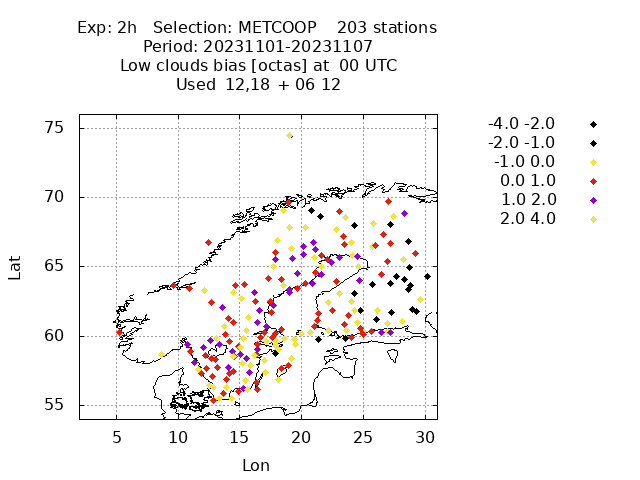 Exp: 2h   Selection: METCOOP    203 stations
Period: 20231101-20231107
Low clouds bias [octas] at  00 UTC
Used  12,18 + 06 12
75
70
65
60
55
Lat
5 10 15 20 25 30
Lon
-4.0 -2.0
-2.0 -1.0
-1.0 0.0
0.0 1.0
1.0 2.0
2.0 4.0